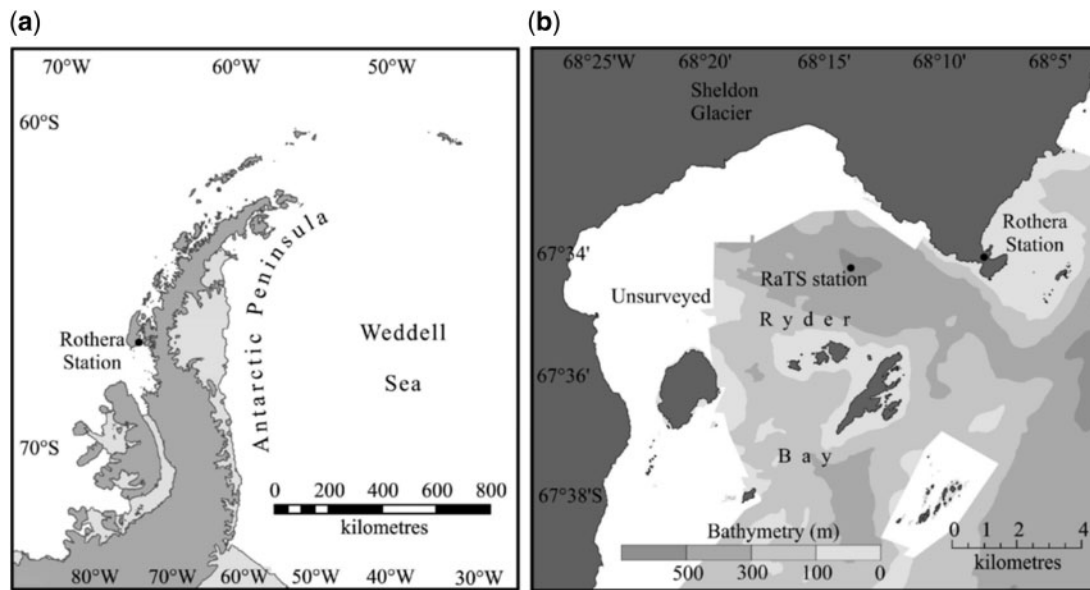 (a)
70°W 60°W 50°W
60°S
Rothera
Station
Antarctic Peninsula
Weddell
Sea
70°S
0 200 400 600 800
kilometres
80°W 70°W 60°W 50°W 40°W 30°W
(b)
68°25'W 68°20' 68°15' 68°10' 68°5'
Sheldon
Glacier
Rothera
Station
67°34'
RaTS station
Unsurveyed
Ryder
67°36'
Bay
67°38'S
Bathymetry (m)
500 300 100 0
0 1 2 4
kilometres